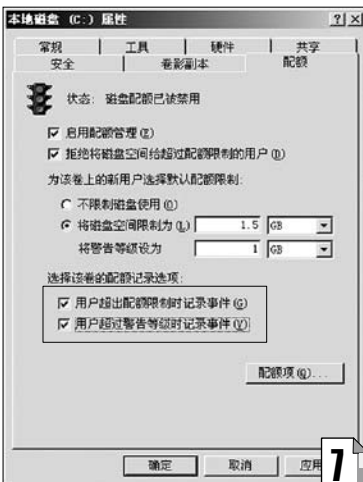 本地磁盘 (C:) 属性
常规 工具 硬件 共享
安全 卷影副本 配额
状态: 磁盘配额已被禁用
启用配额管理(E)
拒绝将磁盘空间给超过配额限制的用户(D)
为该卷上的新用户选择默认配额限制:
不限制磁盘使用(O)
将磁盘空间限制为(L) 1.5 GB
将警告等级设为 1 GB
选择该卷的配额记录选项:
用户超出配额限制时记录事件(G)
用户超过警告等级时记录事件(V)
配额项(Q)...
确定 取消 应用
7